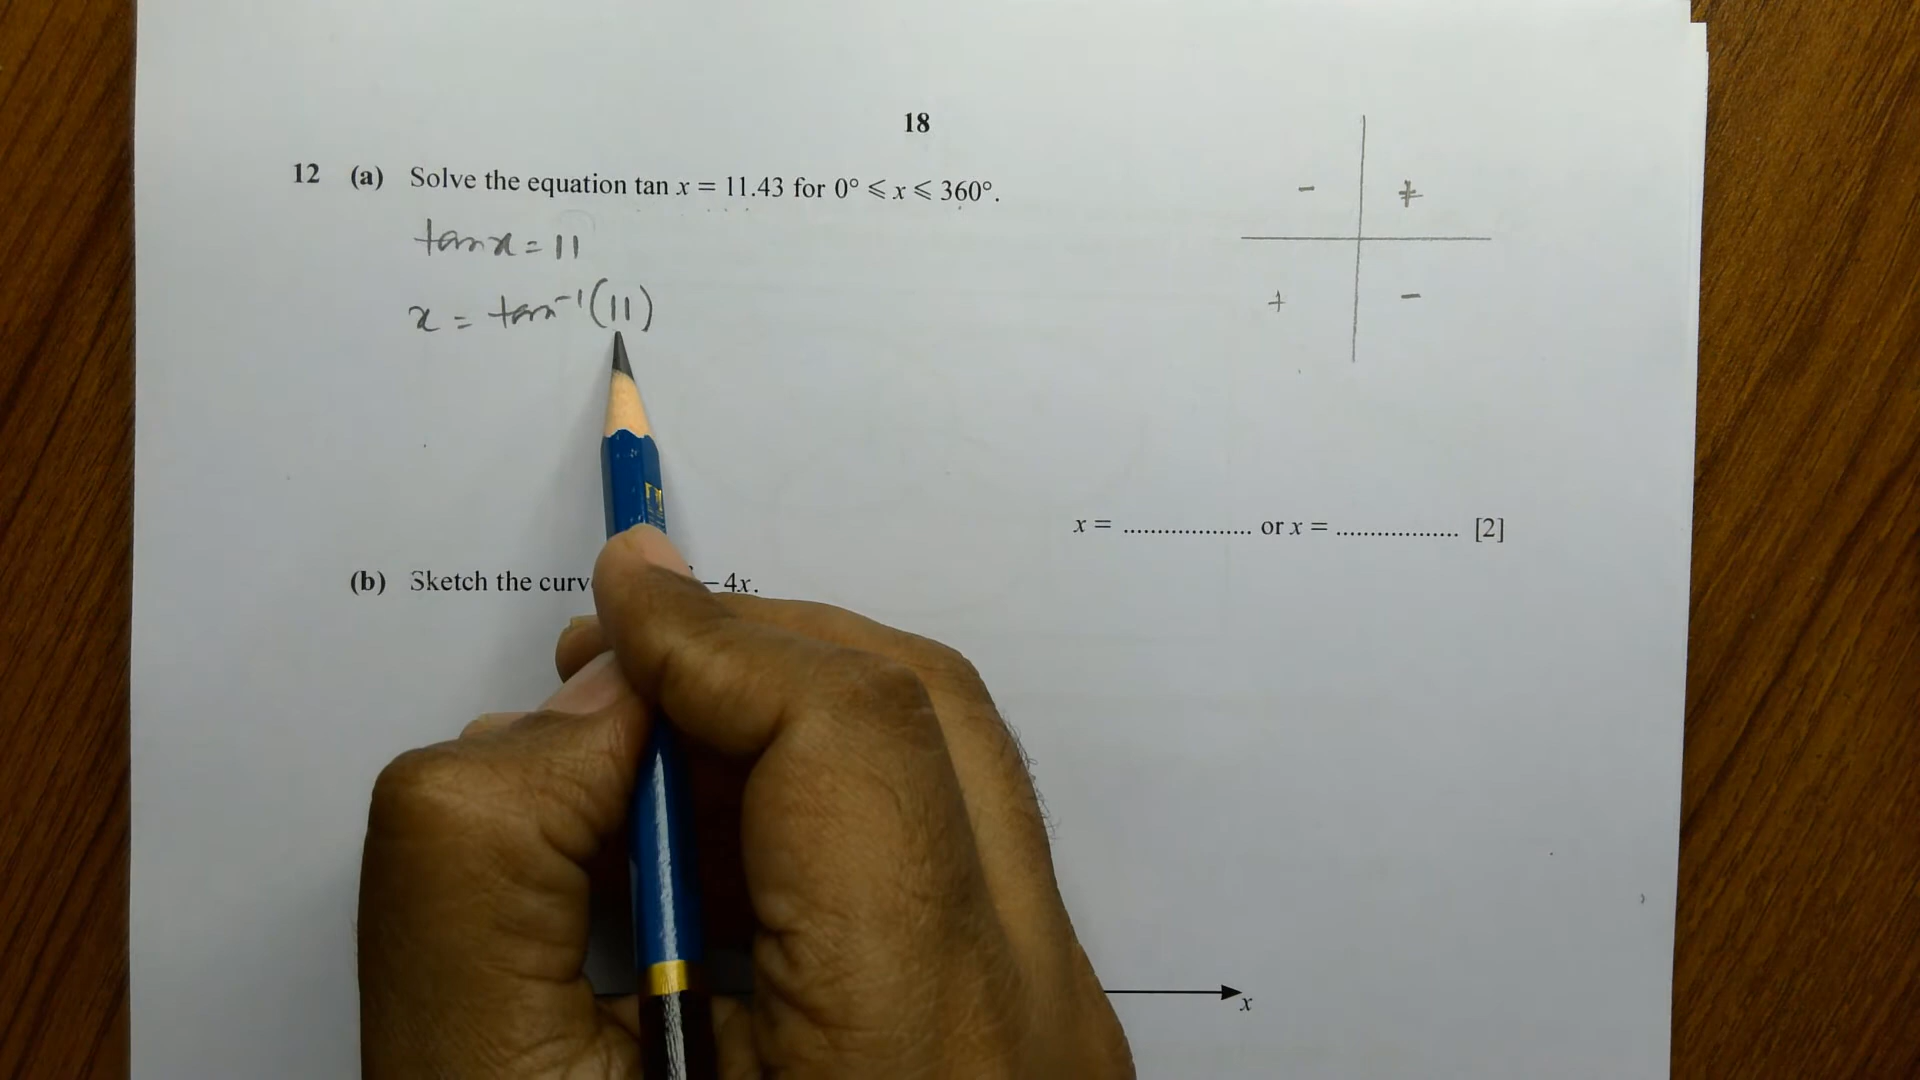 18
12 (a) Solve the equation tan x = 11.43 for 0° ⩽ x ⩽ 360°.
tan x = 11
x = tan⁻¹(11)
- +
+ -
x = .................... or x = ................... [2]
(b) Sketch the – 4x.
x